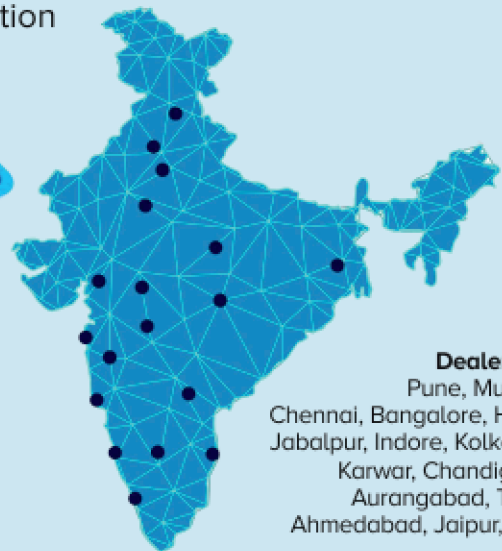 tion
Deale
Pune, Mu
Chennai, Bangalore, H
Jabalpur, Indore, Kolk
Karwar, Chandig
Aurangabad, T
Ahmedabad, Jaipur,